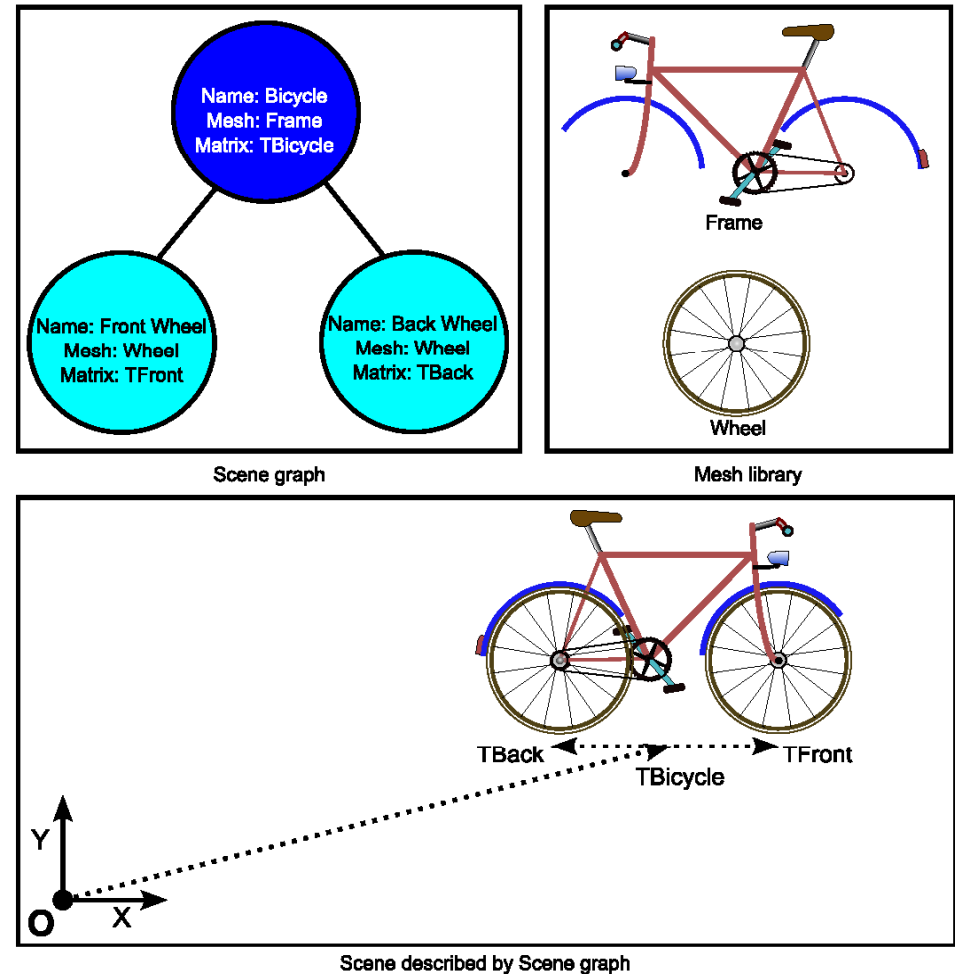 Name: Bicycle
Mesh: Frame
Matrix: TBicycle
Name: Front Wheel
Mesh: Wheel
Matrix: TFront
Name: Back Wheel
Mesh: Wheel
Matrix: TBack
Scene graph
Frame
Wheel
Mesh library
TBack
TFront
TBicycle
Y
X
O
Scene described by Scene graph